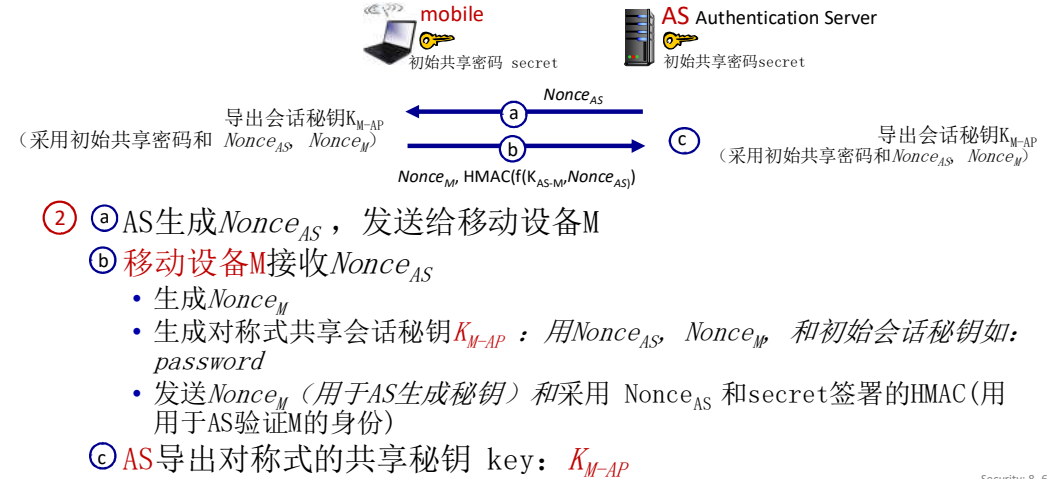 mobile
AS Authentication Server
初始共享密码 secret
初始共享密码secret
Nonce_AS
导出会话秘钥K_M-AP
(采用初始共享密码和 Nonce_AS, Nonce_M)
a
b
c
导出会话秘钥K_M-AP
(采用初始共享密码和Nonce_AS, Nonce_M)
Nonce_M, HMAC(f(K_AS-M,Nonce_AS))
2 a AS生成Nonce_AS , 发送给移动设备M
b 移动设备M接收Nonce_AS
• 生成Nonce_M
• 生成对称式共享会话秘钥K_M-AP : 用Nonce_AS, Nonce_M, 和初始会话秘钥如:
password
• 发送Nonce_M (用于AS生成秘钥) 和采用 Nonce_AS 和secret签署的HMAC(用
用于AS验证M的身份)
c AS导出对称式的共享秘钥 key: K_M-AP